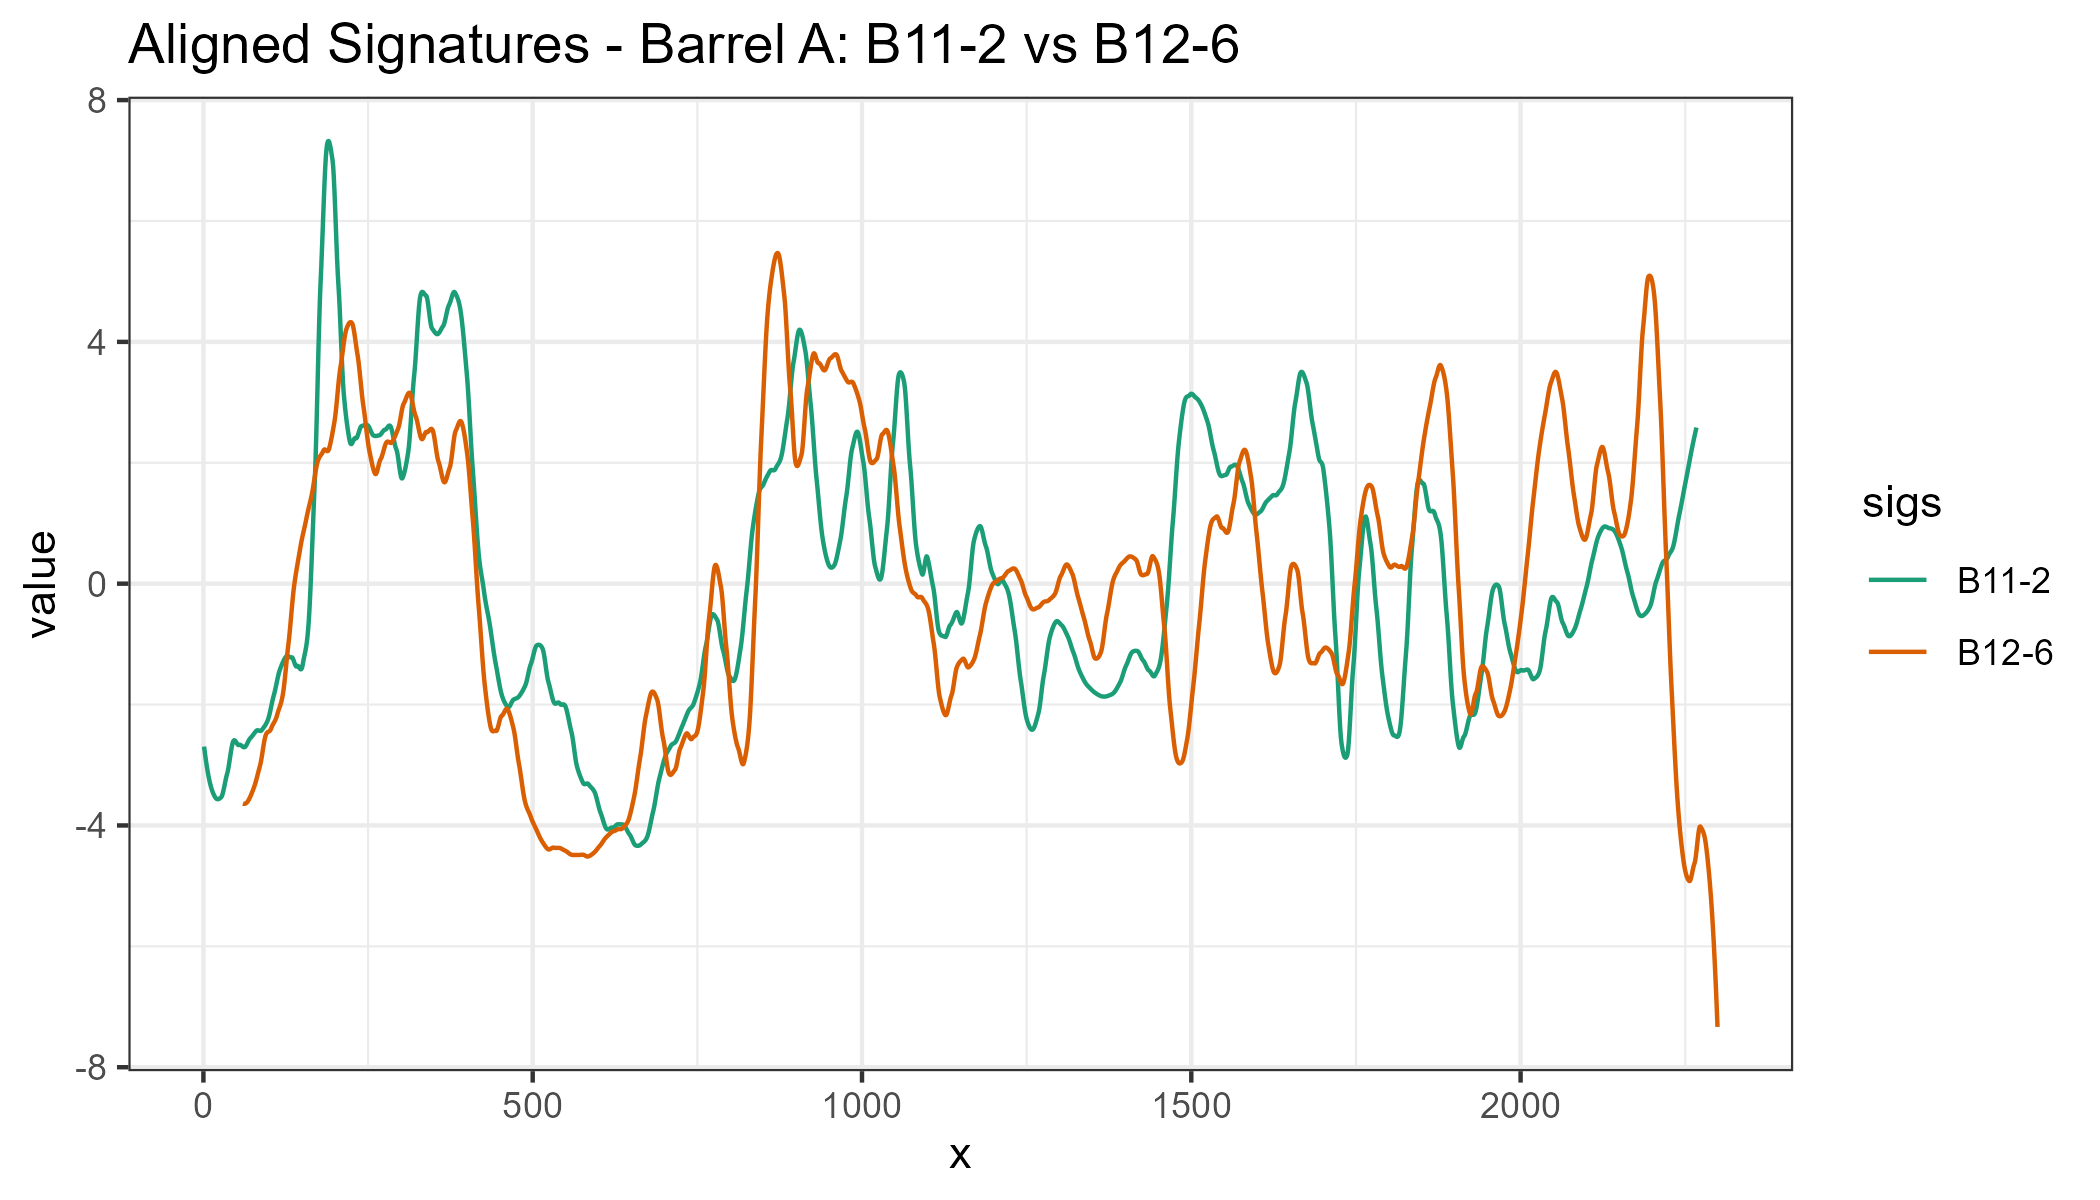 Aligned Signatures - Barrel A: B11-2 vs B12-6
8
4
0
-4
-8
value
0 500 1000 1500 2000
x
sigs
B11-2
B12-6